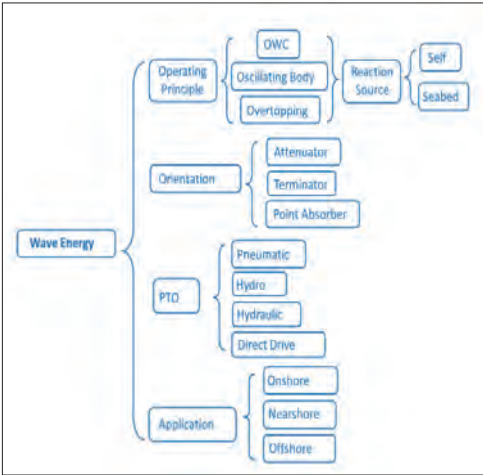 OWC
Operating
Principle
Oscillating Body
Overtopping
Reaction
Source
Self
Seabed
Attenuator
Orientation
Terminator
Point Absorber
Wave Energy
Pneumatic
Hydro
PTO
Hydraulic
Direct Drive
Onshore
Application
Nearshore
Offshore